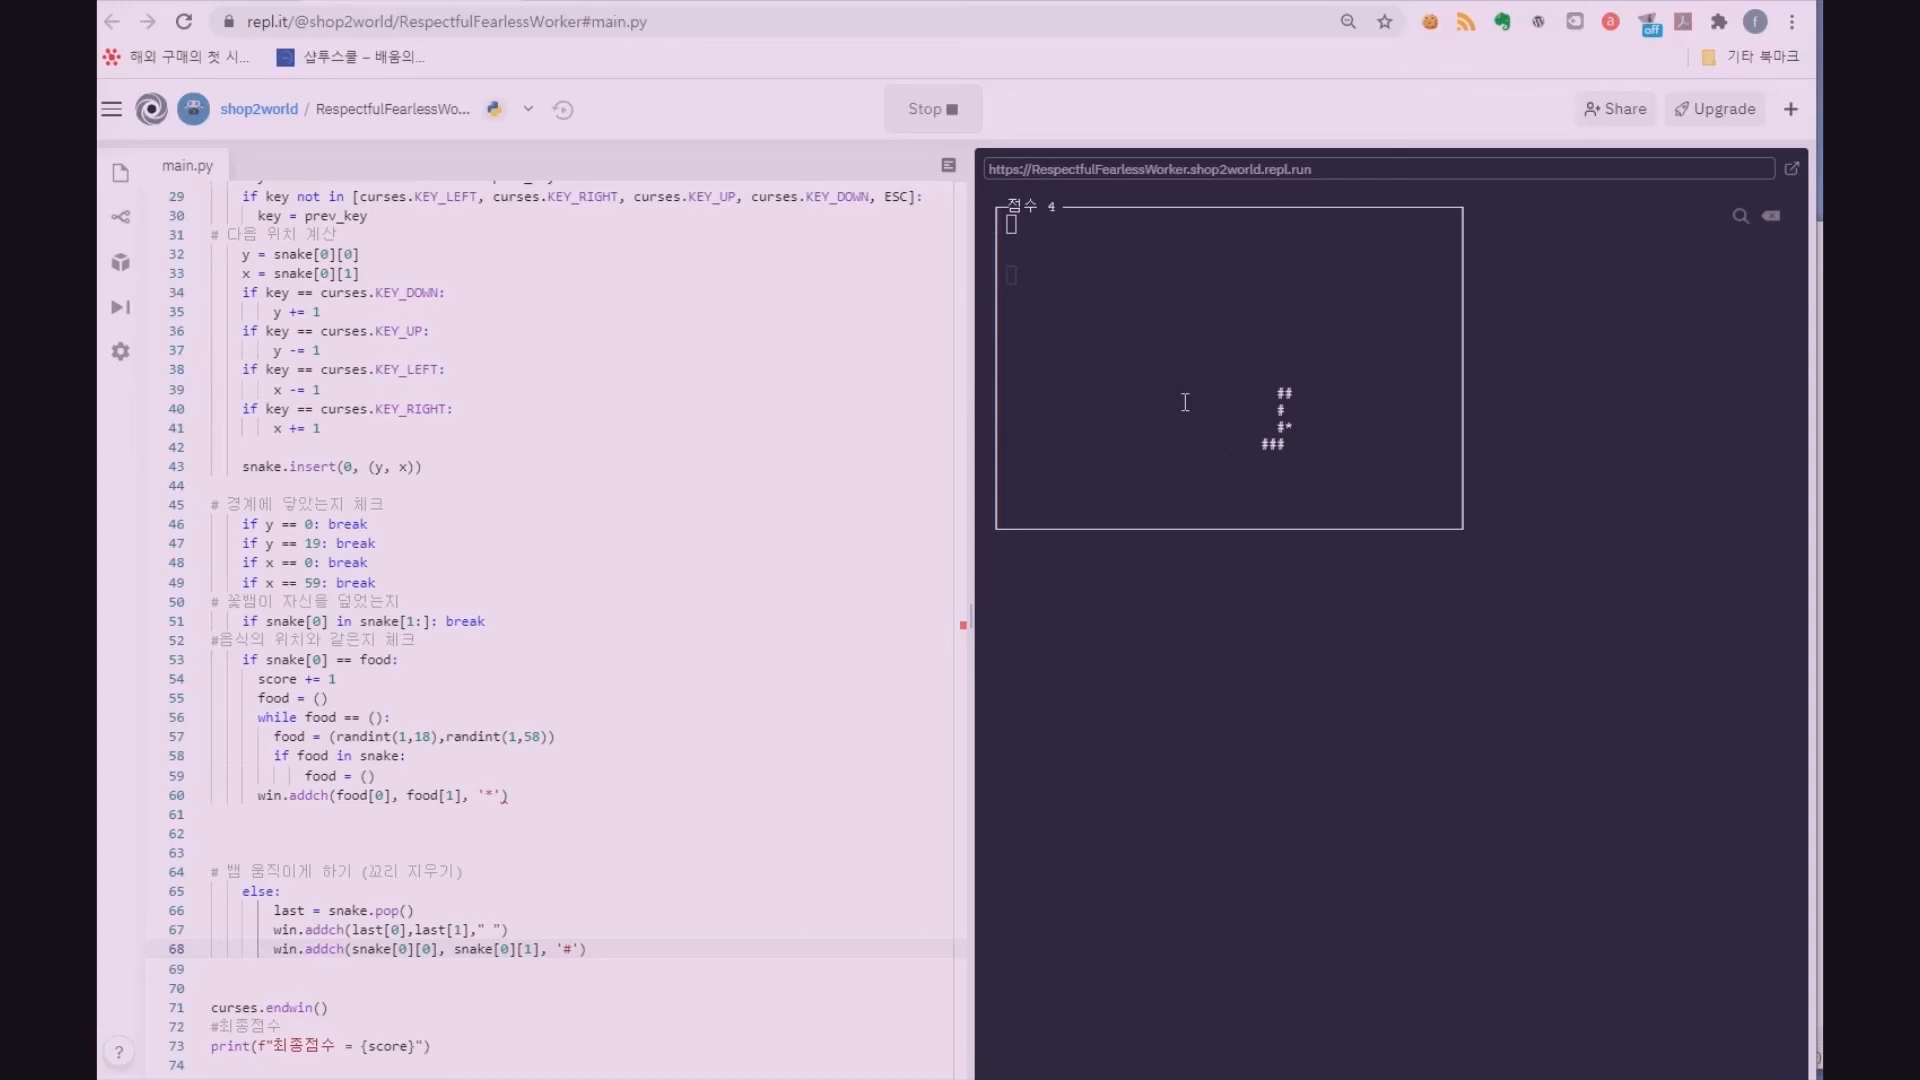 repl.it/@shop2world/RespectfulFearlessWorker#main.py
off
a
f
해외 구매의 첫 시...
샵투스쿨 – 배움의...
기타 북마크
shop2world / RespectfulFearlessWo...
Stop
Share
Upgrade
main.py
https://RespectfulFearlessWorker.shop2world.repl.run
29 if key not in [curses.KEY_LEFT, curses.KEY_RIGHT, curses.KEY_UP, curses.KEY_DOWN, ESC]:
30 key = prev_key
31 # 다음 위치 계산
32 y = snake[0][0]
33 x = snake[0][1]
34 if key == curses.KEY_DOWN:
35 y += 1
36 if key == curses.KEY_UP:
37 y -= 1
38 if key == curses.KEY_LEFT:
39 x -= 1
40 if key == curses.KEY_RIGHT:
41 x += 1
42
43 snake.insert(0, (y, x))
44
45 # 경계에 닿았는지 체크
46 if y == 0: break
47 if y == 19: break
48 if x == 0: break
49 if x == 59: break
50 # 꽃뱀이 자신을 덮었는지
51 if snake[0] in snake[1:]: break
52 #음식의 위치와 같은지 체크
53 if snake[0] == food:
54 score += 1
55 food = ()
56 while food == ():
57 food = (randint(1,18),randint(1,58))
58 if food in snake:
59 food = ()
60 win.addch(food[0], food[1], '*')
61
62
63
64 # 뱀 움직이게 하기 (꼬리 지우기)
65 else:
66 last = snake.pop()
67 win.addch(last[0],last[1]," ")
68 win.addch(snake[0][0], snake[0][1], '#')
69
70
71 curses.endwin()
72 #최종점수
73 print(f"최종점수 = {score}")
74
?
점수 4
##
#
#*
###